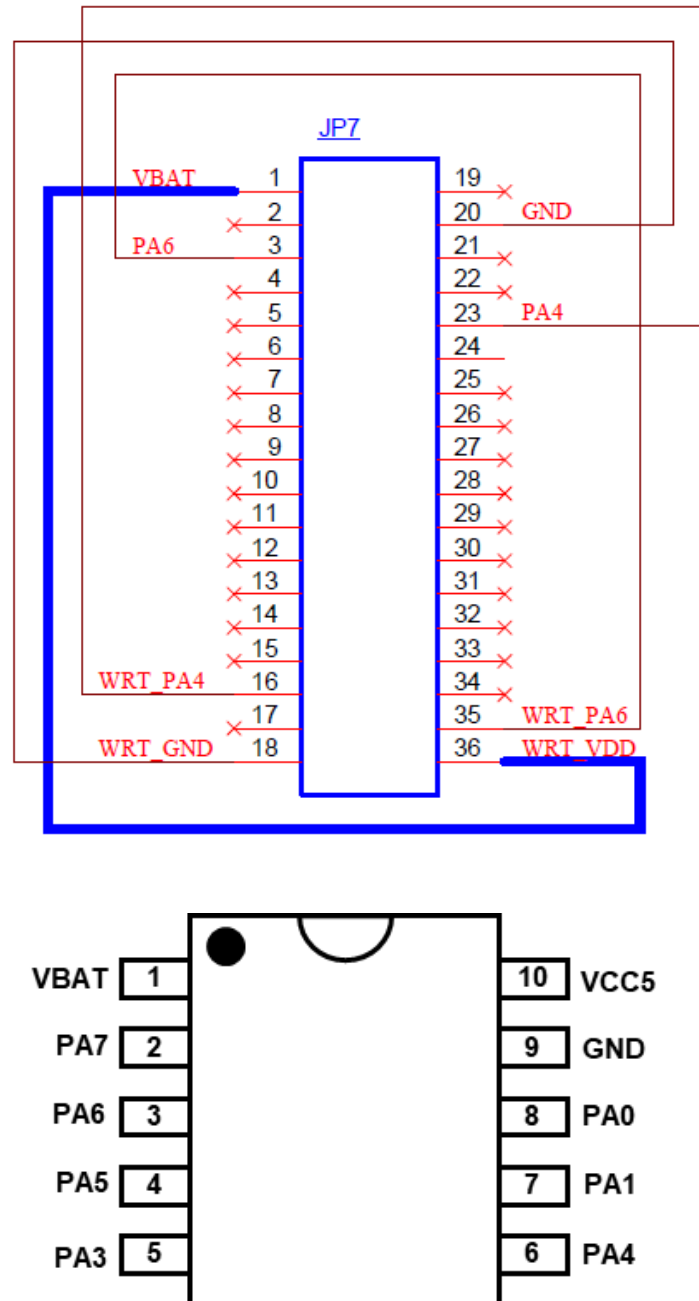 JP7
VBAT 1 19
2 20 GND
PA6 3 21
4 22
5 23 PA4
6 24
7 25
8 26
9 27
10 28
11 29
12 30
13 31
14 32
15 33
WRT_PA4 16 34
17 35 WRT_PA6
WRT_GND 18 36 WRT_VDD
VBAT 1 10 VCC5
PA7 2 9 GND
PA6 3 8 PA0
PA5 4 7 PA1
PA3 5 6 PA4